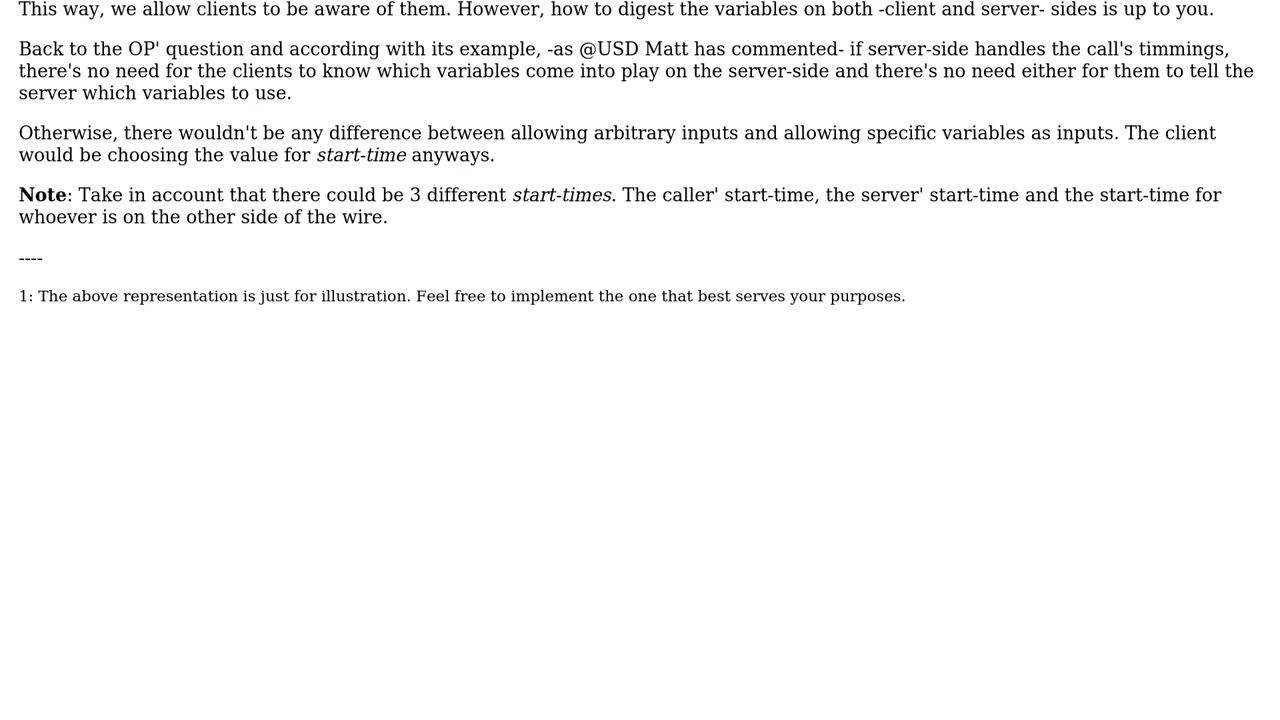 This way, we allow clients to be aware of them. However, how to digest the variables on both -client and server- sides is up to you.
Back to the OP' question and according with its example, -as @USD Matt has commented- if server-side handles the call's timmings,
there's no need for the clients to know which variables come into play on the server-side and there's no need either for them to tell the
server which variables to use.
Otherwise, there wouldn't be any difference between allowing arbitrary inputs and allowing specific variables as inputs. The client
would be choosing the value for start-time anyways.
Note: Take in account that there could be 3 different start-times. The caller' start-time, the server' start-time and the start-time for
whoever is on the other side of the wire.
----
1: The above representation is just for illustration. Feel free to implement the one that best serves your purposes.